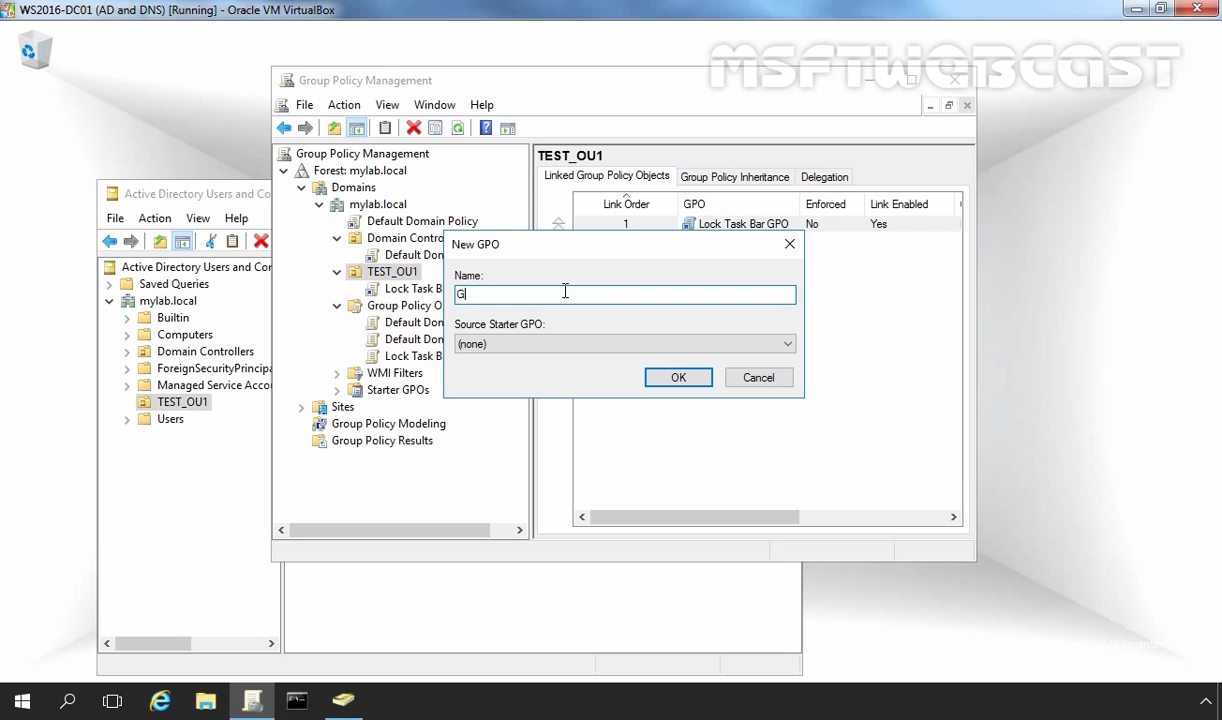 WS2016-DC01 (AD and DNS) [Running] - Oracle VM VirtualBox
MSFTWEBCAST
Group Policy Management
File Action View Window Help
Group Policy Management
Forest: mylab.local
Domains
mylab.local
Default Domain Policy
Domain Contro
Default Don
TEST_OU1
Lock Task B
Group Policy O
Default Don
Default Don
Lock Task B
WMI Filters
Starter GPOs
Sites
Group Policy Modeling
Group Policy Results
TEST_OU1
Linked Group Policy Objects Group Policy Inheritance Delegation
Link Order GPO Enforced Link Enabled
1 Lock Task Bar GPO No Yes
New GPO
Name:
G
Source Starter GPO:
(none)
OK Cancel
Active Directory Users and Co
File Action View Help
Active Directory Users and Con
Saved Queries
mylab.local
Builtin
Computers
Domain Controllers
ForeignSecurityPrincipa
Managed Service Accou
TEST_OU1
Users